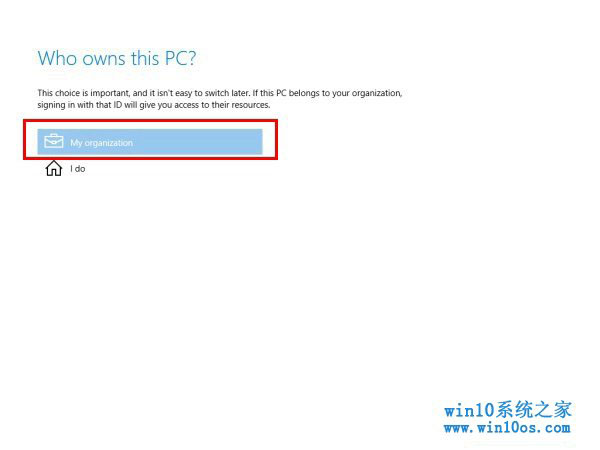 Who owns this PC?
This choice is important, and it isn't easy to switch later. If this PC belongs to your organization,
signing in with that ID will give you access to their resources.
My organization
I do
win10系统之家
www.win10os.com